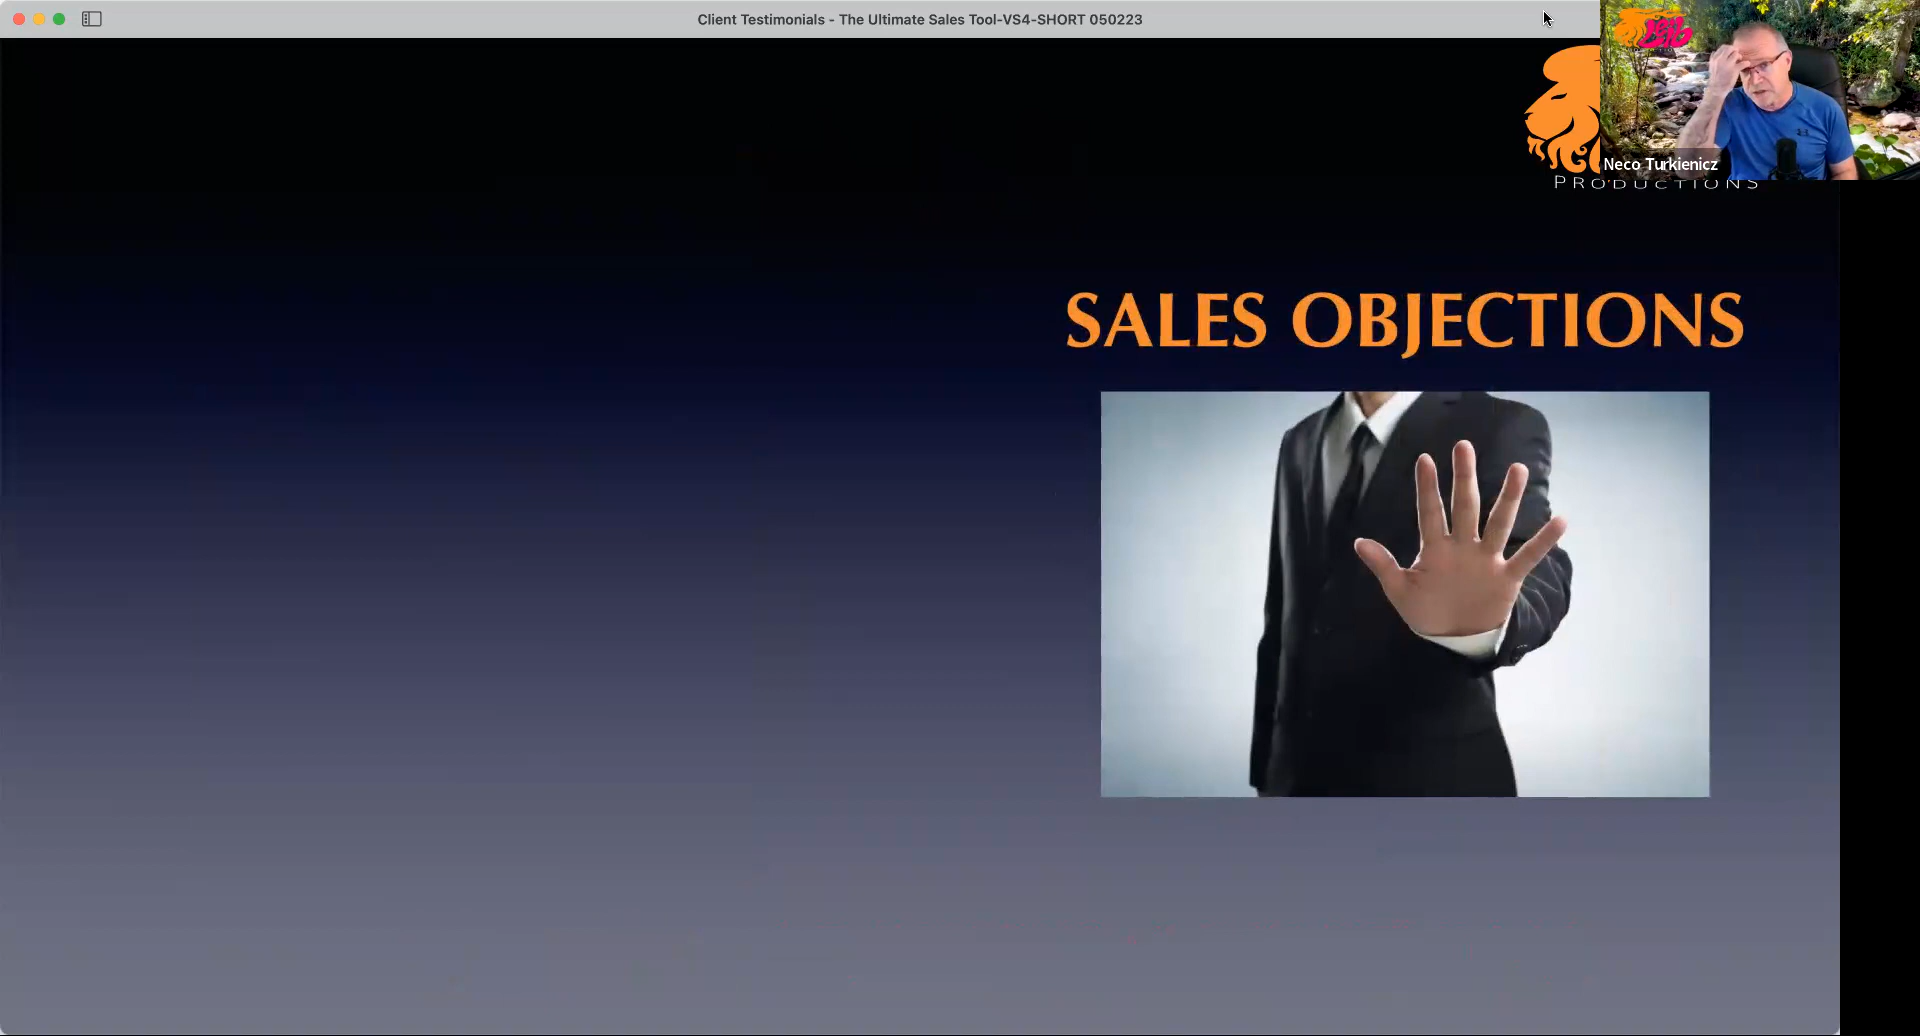 Client Testimonials - The Ultimate Sales Tool-VS4-SHORT 050223
Neco Turkienicz
PRODUCTIONS
SALES OBJECTIONS